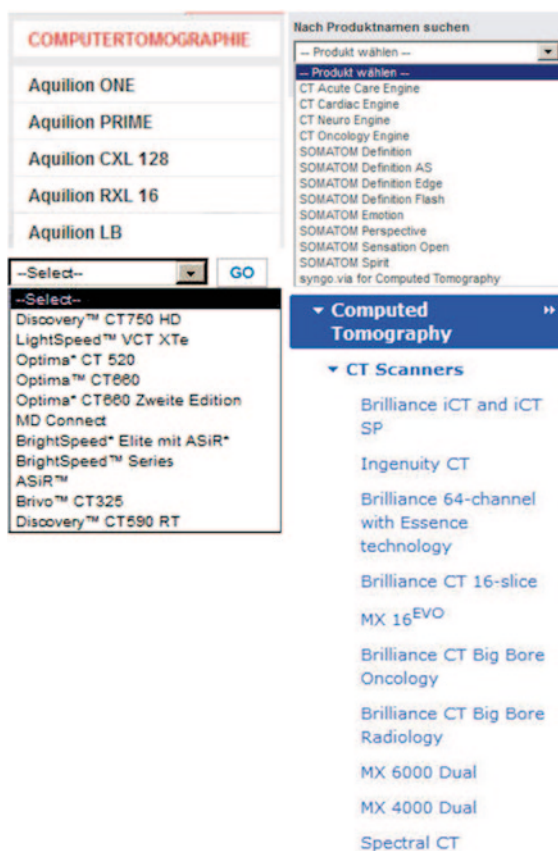 COMPUTERTOMOGRAPHIE
Aquilion ONE
Aquilion PRIME
Aquilion CXL 128
Aquilion RXL 16
Aquilion LB
--Select--
GO
--Select--
Discovery™ CT750 HD
LightSpeed™ VCT XTe
Optima* CT 520
Optima™ CT660
Optima* CT660 Zweite Edition
MD Connect
BrightSpeed* Elite mit ASiR*
BrightSpeed™ Series
ASiR™
Brivo™ CT325
Discovery™ CT590 RT
Nach Produktnamen suchen
-- Produkt wählen --
-- Produkt wählen --
CT Acute Care Engine
CT Cardiac Engine
CT Neuro Engine
CT Oncology Engine
SOMATOM Definition
SOMATOM Definition AS
SOMATOM Definition Edge
SOMATOM Definition Flash
SOMATOM Emotion
SOMATOM Perspective
SOMATOM Sensation Open
SOMATOM Spirit
syngo.via for Computed Tomography
Computed
Tomography
CT Scanners
Brilliance iCT and iCT
SP
Ingenuity CT
Brilliance 64-channel
with Essence
technology
Brilliance CT 16-slice
MX 16EVO
Brilliance CT Big Bore
Oncology
Brilliance CT Big Bore
Radiology
MX 6000 Dual
MX 4000 Dual
Spectral CT